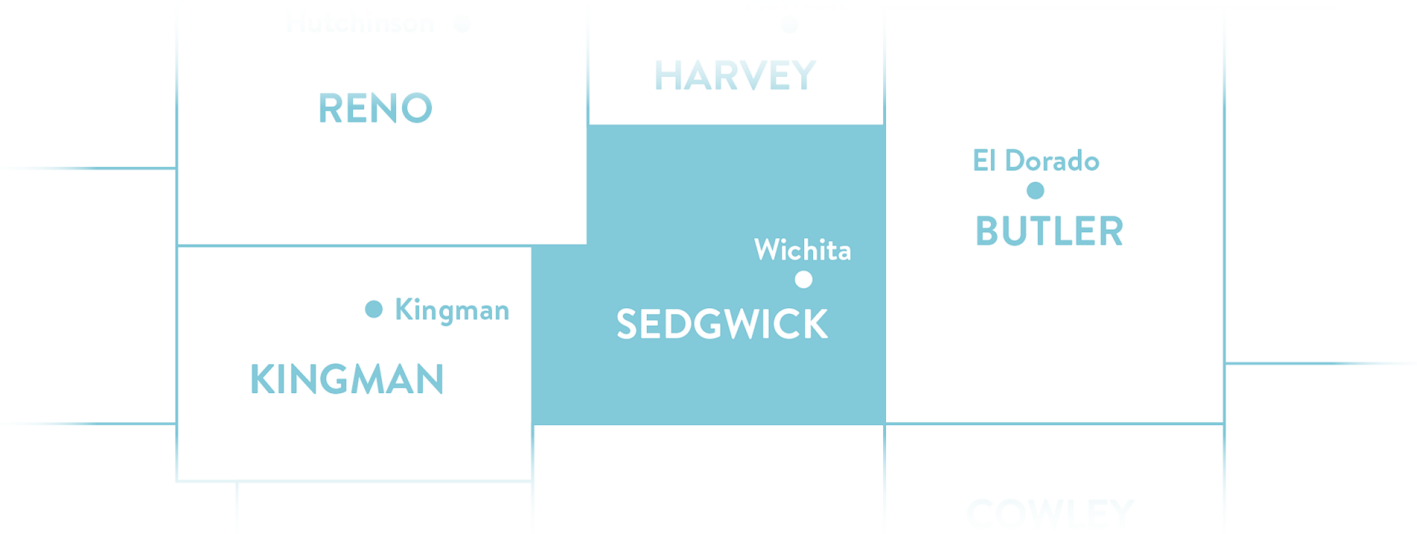 Hutchinson
HARVEY
RENO
El Dorado
BUTLER
Wichita
SEDGWICK
Kingman
KINGMAN
COWLEY